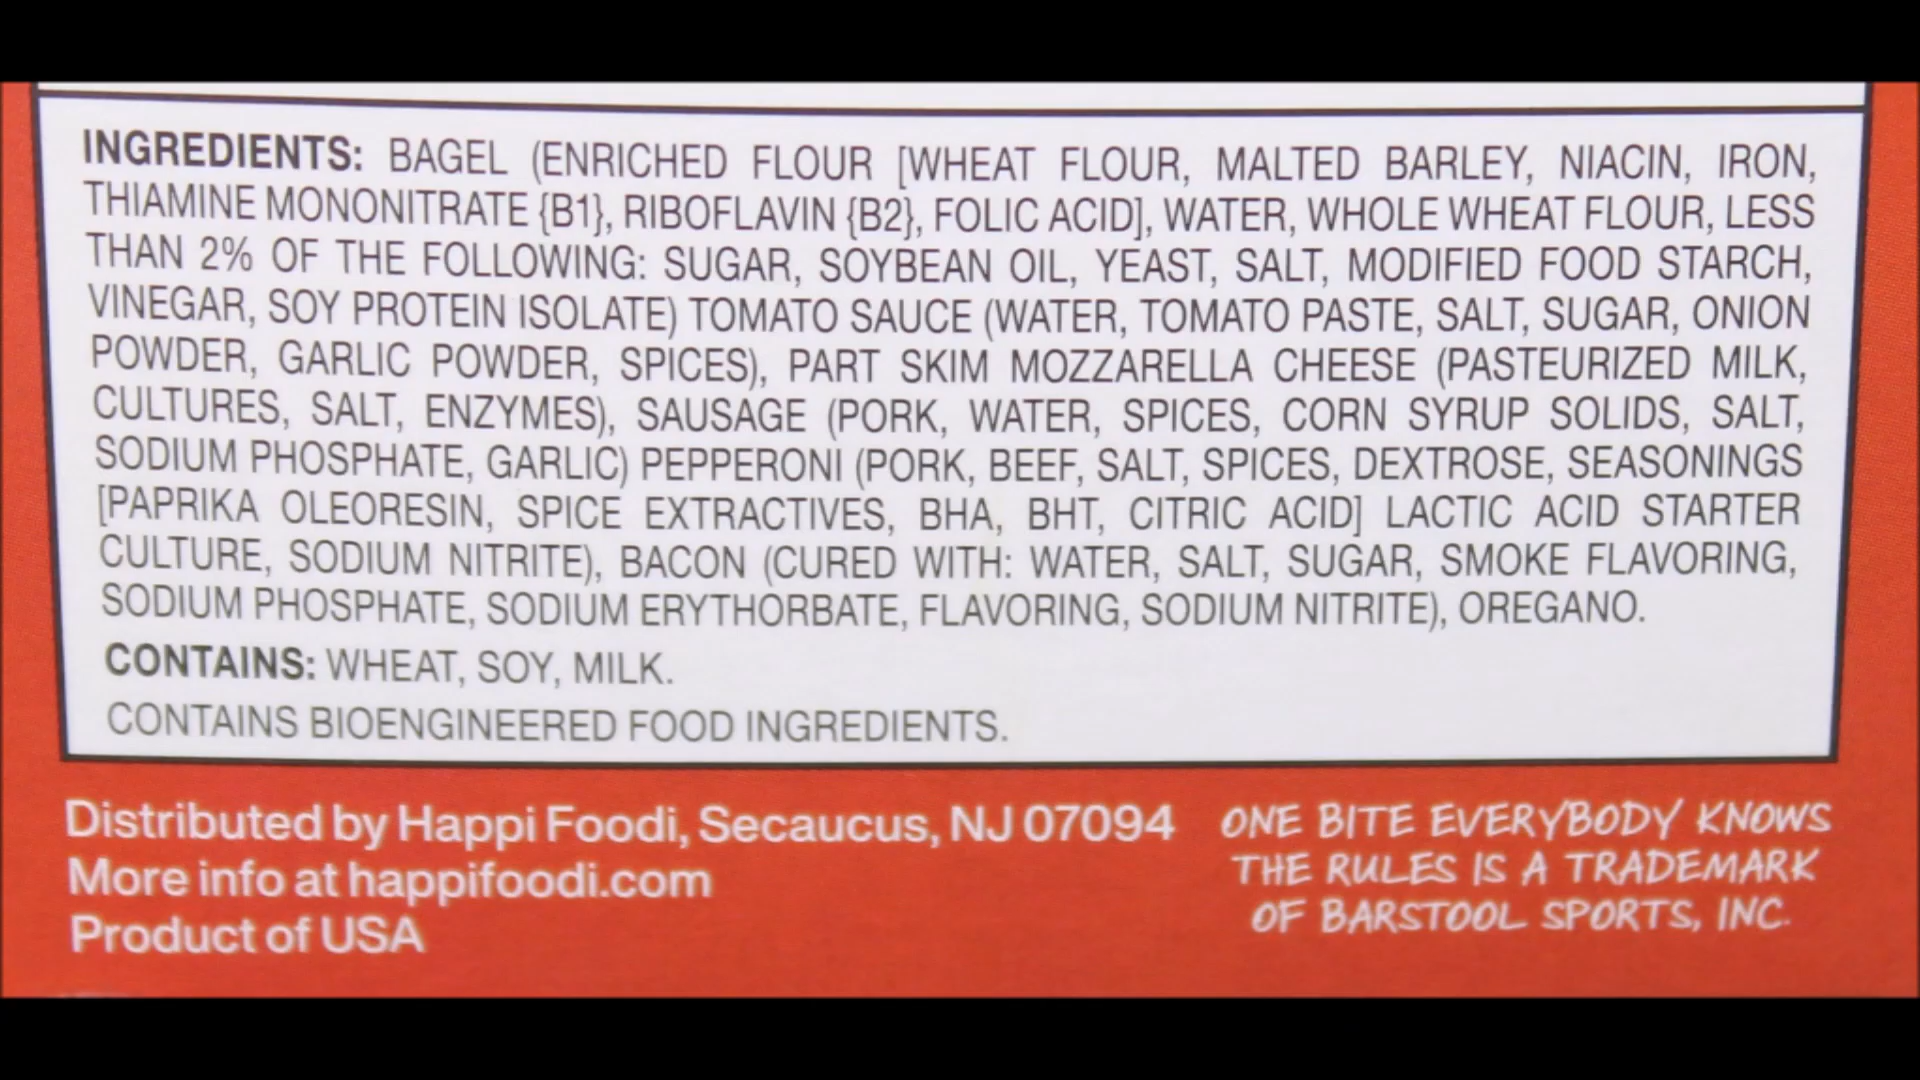 INGREDIENTS: BAGEL (ENRICHED FLOUR [WHEAT FLOUR, MALTED BARLEY, NIACIN, IRON,
THIAMINE MONONITRATE {B1}, RIBOFLAVIN {B2}, FOLIC ACID], WATER, WHOLE WHEAT FLOUR, LESS
THAN 2% OF THE FOLLOWING: SUGAR, SOYBEAN OIL, YEAST, SALT, MODIFIED FOOD STARCH,
VINEGAR, SOY PROTEIN ISOLATE) TOMATO SAUCE (WATER, TOMATO PASTE, SALT, SUGAR, ONION
POWDER, GARLIC POWDER, SPICES), PART SKIM MOZZARELLA CHEESE (PASTEURIZED MILK,
CULTURES, SALT, ENZYMES), SAUSAGE (PORK, WATER, SPICES, CORN SYRUP SOLIDS, SALT,
SODIUM PHOSPHATE, GARLIC) PEPPERONI (PORK, BEEF, SALT, SPICES, DEXTROSE, SEASONINGS
[PAPRIKA OLEORESIN, SPICE EXTRACTIVES, BHA, BHT, CITRIC ACID] LACTIC ACID STARTER
CULTURE, SODIUM NITRITE), BACON (CURED WITH: WATER, SALT, SUGAR, SMOKE FLAVORING,
SODIUM PHOSPHATE, SODIUM ERYTHORBATE, FLAVORING, SODIUM NITRITE), OREGANO.
CONTAINS: WHEAT, SOY, MILK.
CONTAINS BIOENGINEERED FOOD INGREDIENTS.
Distributed by Happi Foodi, Secaucus, NJ 07094
More info at happifoodi.com
Product of USA
ONE BITE EVERYBODY KNOWS
THE RULES IS A TRADEMARK
OF BARSTOOL SPORTS, INC.